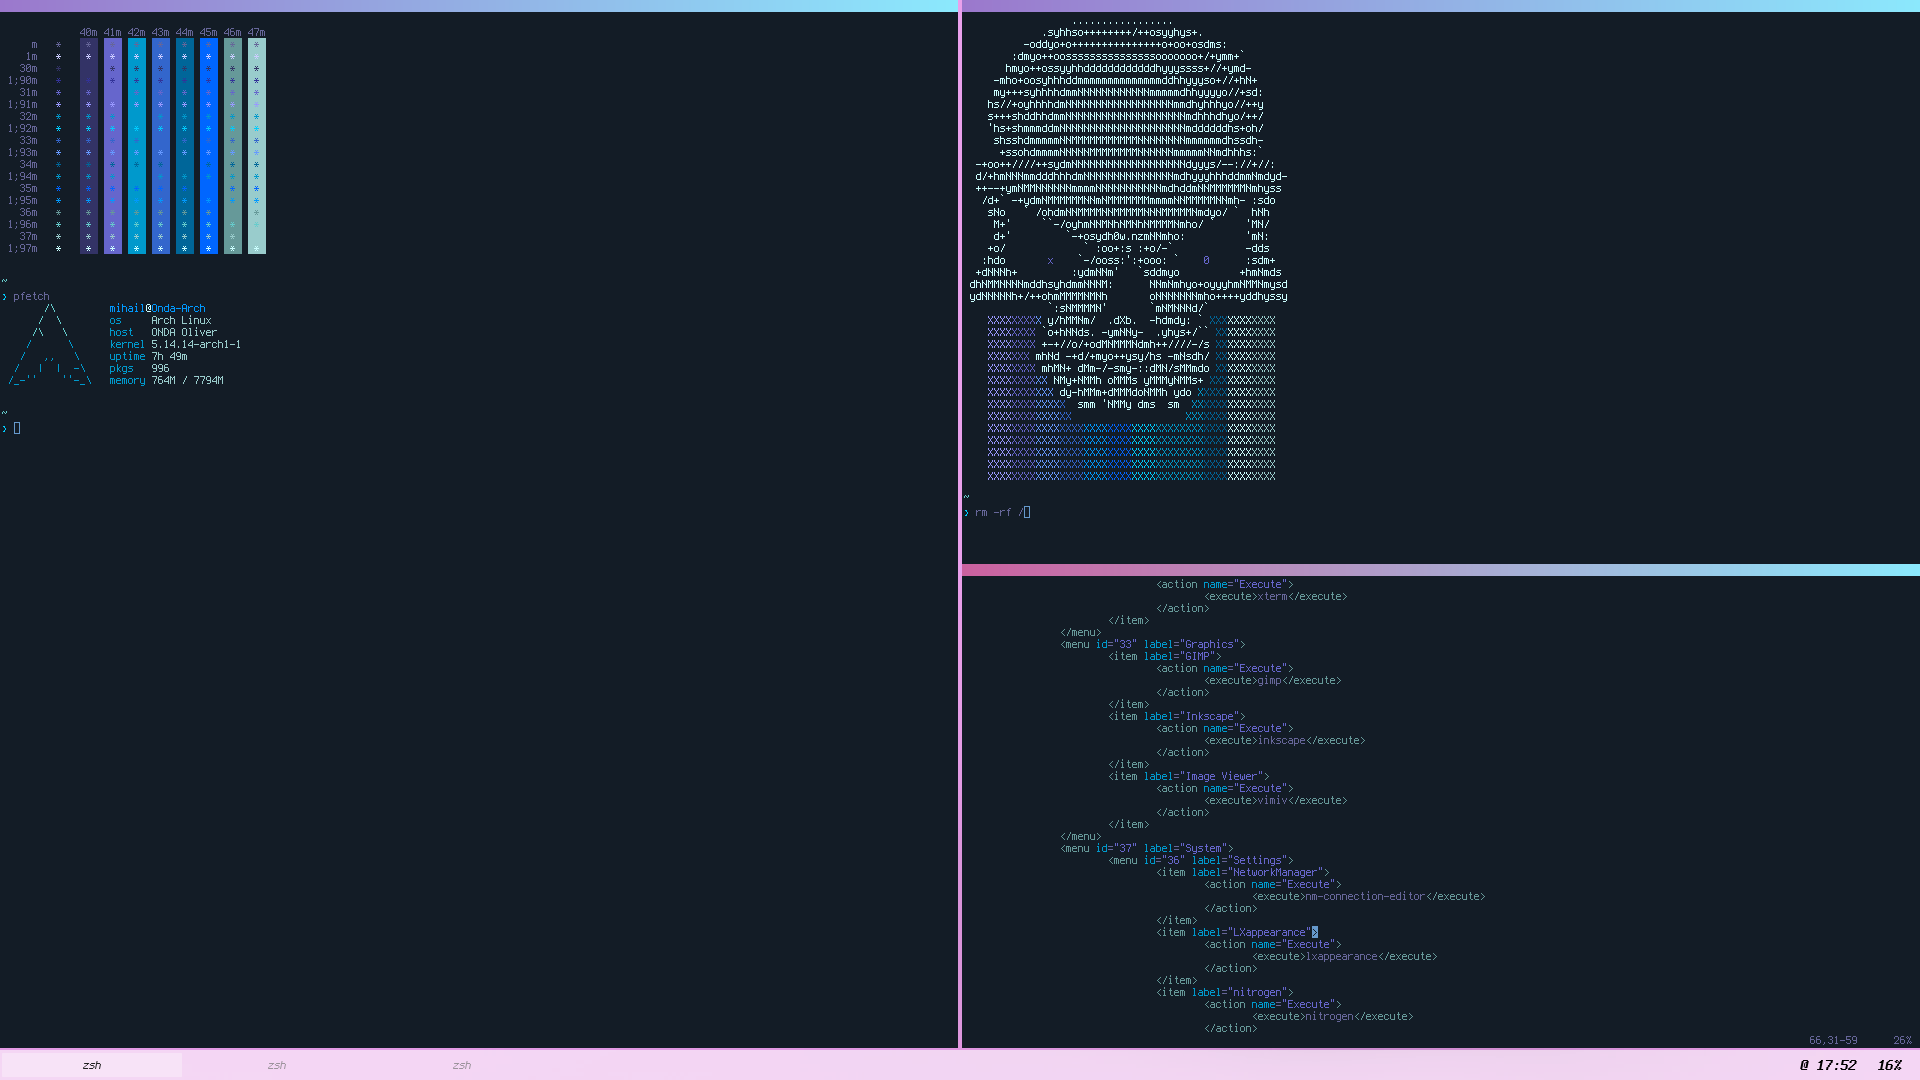 40m 41m 42m 43m 44m 45m 46m 47m
m * * * * * * * * *
1m * * * * * * * * *
30m * * * * * * * * *
1;90m * * * * * * * * *
31m * * * * * * * * *
1;91m * * * * * * * * *
32m * * * * * * * * *
1;92m * * * * * * * * *
33m * * * * * * * * *
1;93m * * * * * * * * *
34m * * * * * * * * *
1;94m * * * * * * * * *
35m * * * * * * * * *
1;95m * * * * * * * * *
36m * * * * * * * * *
1;96m * * * * * * * * *
37m * * * * * * * * *
1;97m * * * * * * * * *
~
❯ pfetch
mihail@Onda-Arch
os Arch Linux
host ONDA Oliver
kernel 5.14.14-arch1-1
uptime 7h 49m
pkgs 996
memory 764M / 7794M
~
❯
~
❯ rm -rf /
<action name="Execute">
<execute>xterm</execute>
</action>
</item>
</menu>
<menu id="33" label="Graphics">
<item label="GIMP">
<action name="Execute">
<execute>gimp</execute>
</action>
</item>
<item label="Inkscape">
<action name="Execute">
<execute>inkscape</execute>
</action>
</item>
<item label="Image Viewer">
<action name="Execute">
<execute>vimiv</execute>
</action>
</item>
</menu>
<menu id="37" label="System">
<menu id="36" label="Settings">
<item label="NetworkManager">
<action name="Execute">
<execute>nm-connection-editor</execute>
</action>
</item>
<item label="LXappearance">
<action name="Execute">
<execute>lxappearance</execute>
</action>
</item>
<item label="nitrogen">
<action name="Execute">
<execute>nitrogen</execute>
</action>
66,31-59 26%
zsh zsh zsh @ 17:52 16%